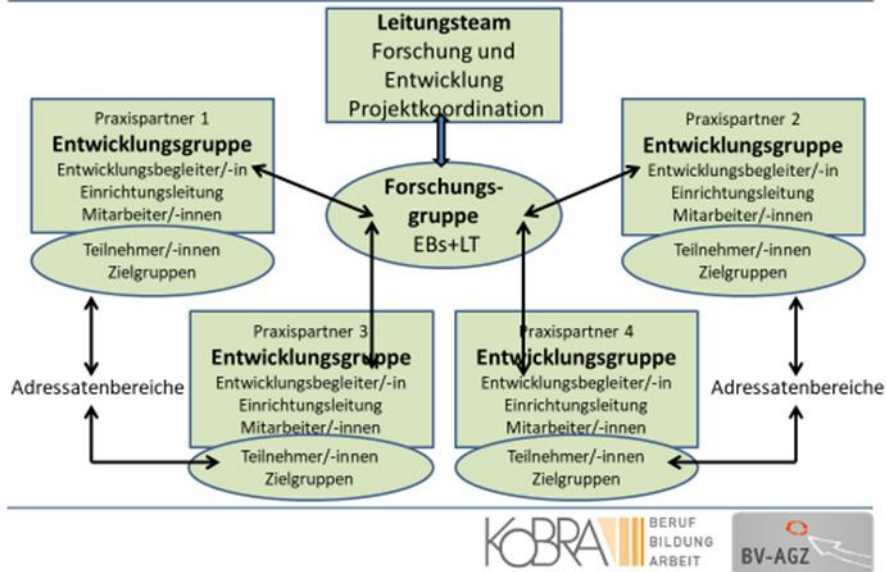 Leitungsteam
Forschung und
Entwicklung
Projektkoordination
Praxispartner 1
Entwicklungsgruppe
Entwicklungsbegleiter/-in
Einrichtungsleitung
Mitarbeiter/-innen
Teilnehmer/-innen
Zielgruppen
Forschungs-
gruppe
EBs+LT
Praxispartner 2
Entwicklungsgruppe
Entwicklungsbegleiter/-in
Einrichtungsleitung
Mitarbeiter/-innen
Teilnehmer/-innen
Zielgruppen
Adressatenbereiche
Praxispartner 3
Entwicklungsgruppe
Entwicklungsbegleiter/-in
Einrichtungsleitung
Mitarbeiter/-innen
Teilnehmer/-innen
Zielgruppen
Praxispartner 4
Entwicklungsgruppe
Entwicklungsbegleiter/-in
Einrichtungsleitung
Mitarbeiter/-innen
Teilnehmer/-innen
Zielgruppen
Adressatenbereiche
KOBRA
BERUF
BILDUNG
ARBEIT
BV-AGZ